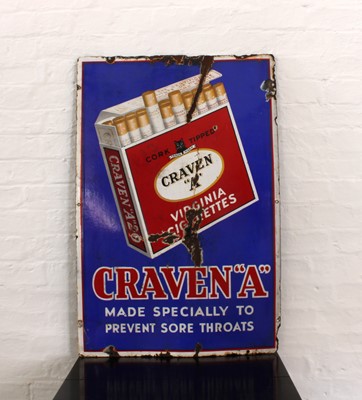 CORK TIPPED
CRAVEN
"A"
VIRGINIA
CIGARETTES
CRAVEN "A"
CRAVEN "A"
MADE SPECIALLY TO
PREVENT SORE THROATS